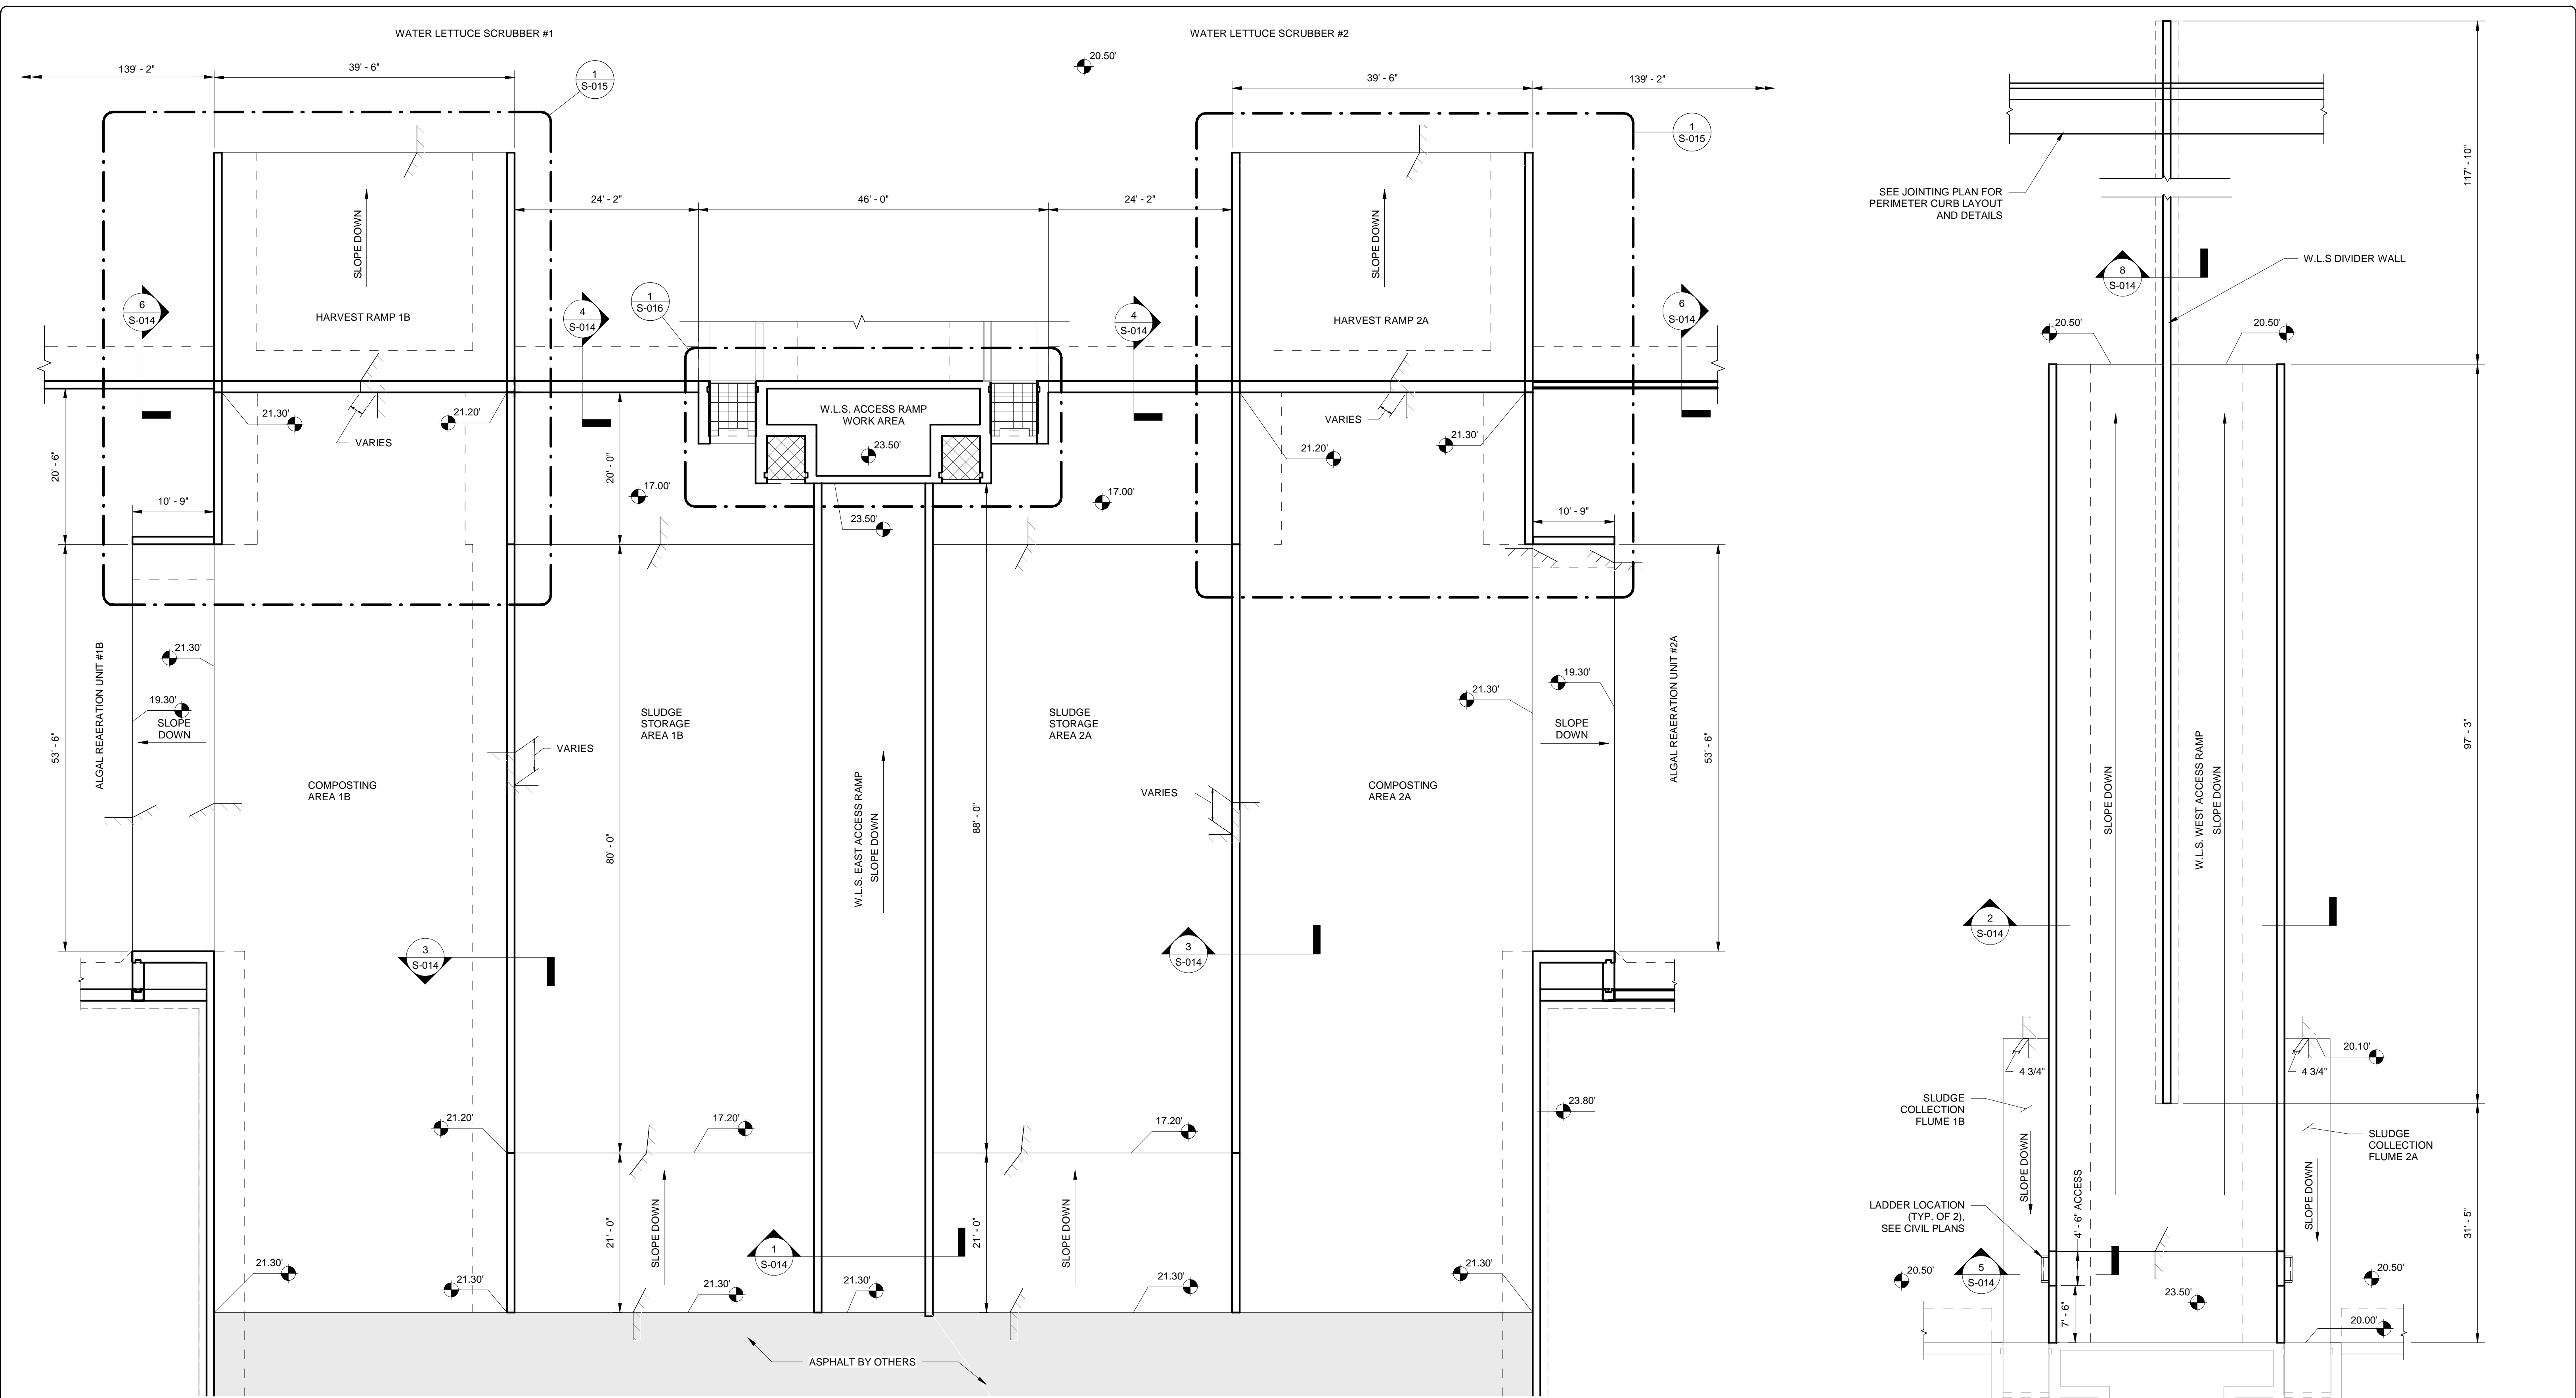 WATER LETTUCE SCRUBBER #1
WATER LETTUCE SCRUBBER #2
20.50'
139' - 2"
39' - 6"
1
S-015
39' - 6"
139' - 2"
1
S-015
24' - 2"
46' - 0"
24' - 2"
SLOPE DOWN
SLOPE DOWN
6
S-014
HARVEST RAMP 1B
4
S-014
1
S-016
4
S-014
HARVEST RAMP 2A
6
S-014
21.30'
VARIES
21.20'
W.L.S. ACCESS RAMP
WORK AREA
23.50'
VARIES
21.20'
21.30'
20' - 6"
10' - 9"
20' - 0"
17.00'
23.50'
17.00'
10' - 9"
ALGAL REAERATION UNIT #1B
21.30'
19.30'
SLOPE
DOWN
53' - 6"
COMPOSTING
AREA 1B
VARIES
SLUDGE
STORAGE
AREA 1B
80' - 0"
W.L.S. EAST ACCESS RAMP
SLOPE DOWN
88' - 0"
SLUDGE
STORAGE
AREA 2A
VARIES
COMPOSTING
AREA 2A
21.30'
19.30'
SLOPE
DOWN
ALGAL REAERATION UNIT #2A
53' - 6"
3
S-014
3
S-014
21.20'
17.20'
17.20'
23.80'
21' - 0"
SLOPE DOWN
1
S-014
21' - 0"
SLOPE DOWN
21.30'
21.30'
21.30'
21.30'
21.30'
21.30'
ASPHALT BY OTHERS
117' - 10"
SEE JOINTING PLAN FOR
PERIMETER CURB LAYOUT
AND DETAILS
8
S-014
W.L.S DIVIDER WALL
20.50'
20.50'
SLOPE DOWN
W.L.S. WEST ACCESS RAMP
SLOPE DOWN
97' - 3"
2
S-014
4 3/4"
4 3/4"
20.10'
SLUDGE
COLLECTION
FLUME 1B
SLUDGE
COLLECTION
FLUME 2A
SLOPE DOWN
SLOPE DOWN
LADDER LOCATION
(TYP. OF 2),
SEE CIVIL PLANS
4' - 6" ACCESS
31' - 5"
20.50'
5
S-014
20.50'
23.50'
7' - 6"
20.00'